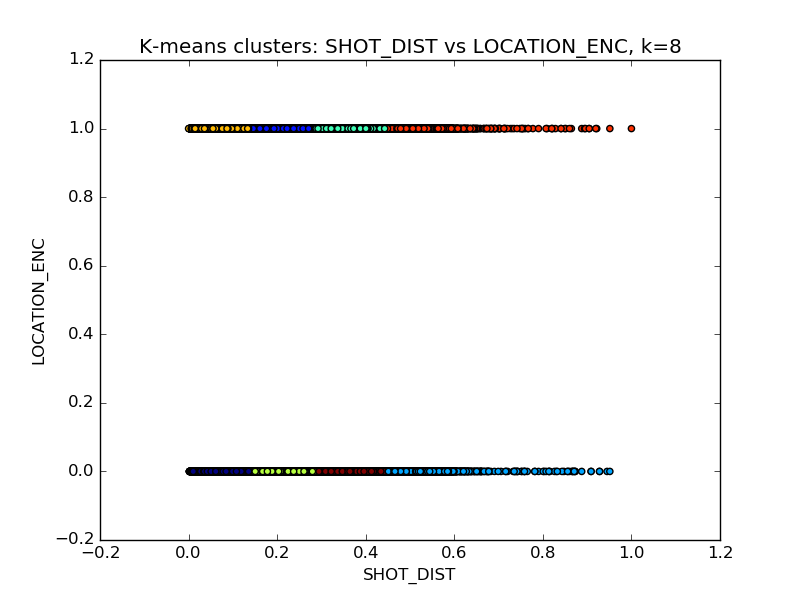 K-means clusters: SHOT_DIST vs LOCATION_ENC, k=8
1.2
1.0
0.8
0.6
0.4
0.2
0.0
−0.2
LOCATION_ENC
−0.2 0.0 0.2 0.4 0.6 0.8 1.0 1.2
SHOT_DIST